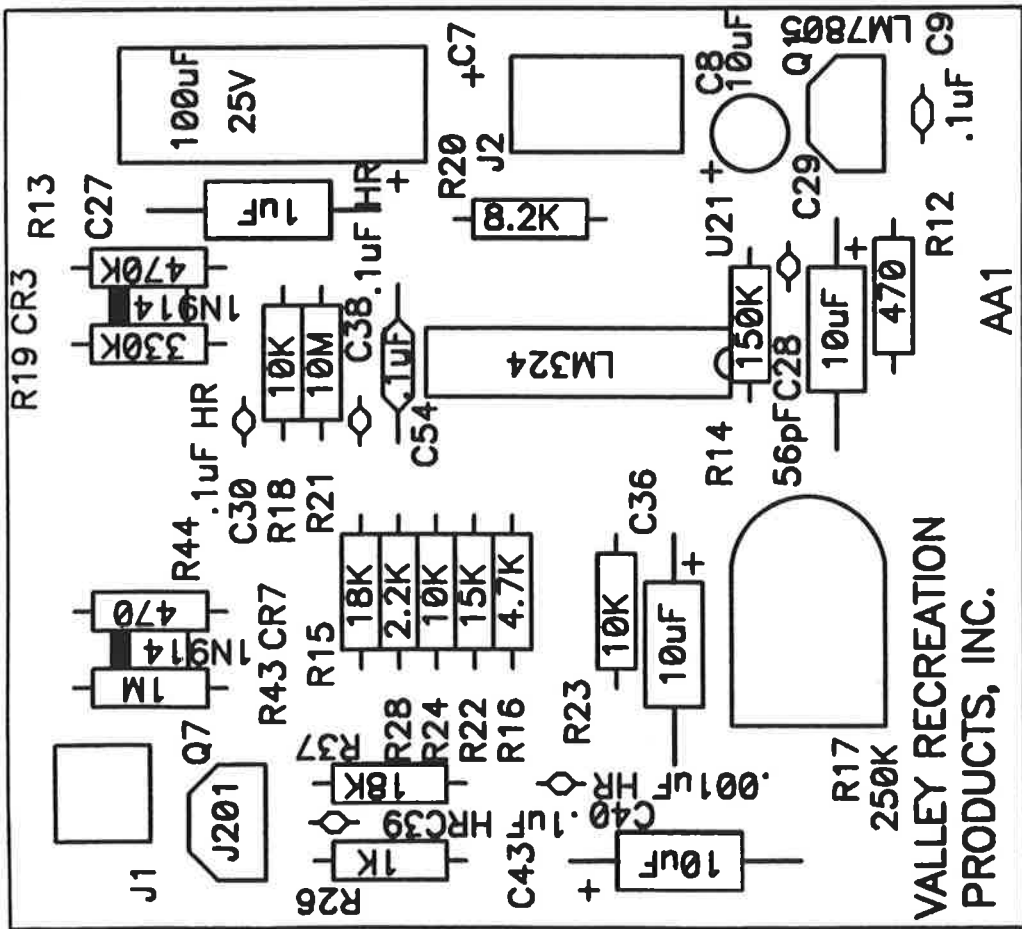 100uF
25V
+
C7
J2
C8
10uF
+
Q1
LM7805
C9
.1uF
R13
C27
1uF
HR
.1uF
C38
+
R20
8.2K
U21
C29
R12
R19
CR3
470K
1N914
330K
10K
10M
.1uF
C54
LM324
150K
R14
56pF
C28
10uF
+
470
AA1
.1uF HR
C30
R18
R21
R44
470
1N914
1M
R43
CR7
R15
18K
2.2K
10K
15K
4.7K
R28
R24
R22
R16
C36
10K
10uF
+
R23
Q7
J201
J1
R37
18K
C39
.1uF HR
1K
R26
C40
.001uF HR
C43
+
10uF
R17
250K
VALLEY RECREATION
PRODUCTS, INC.